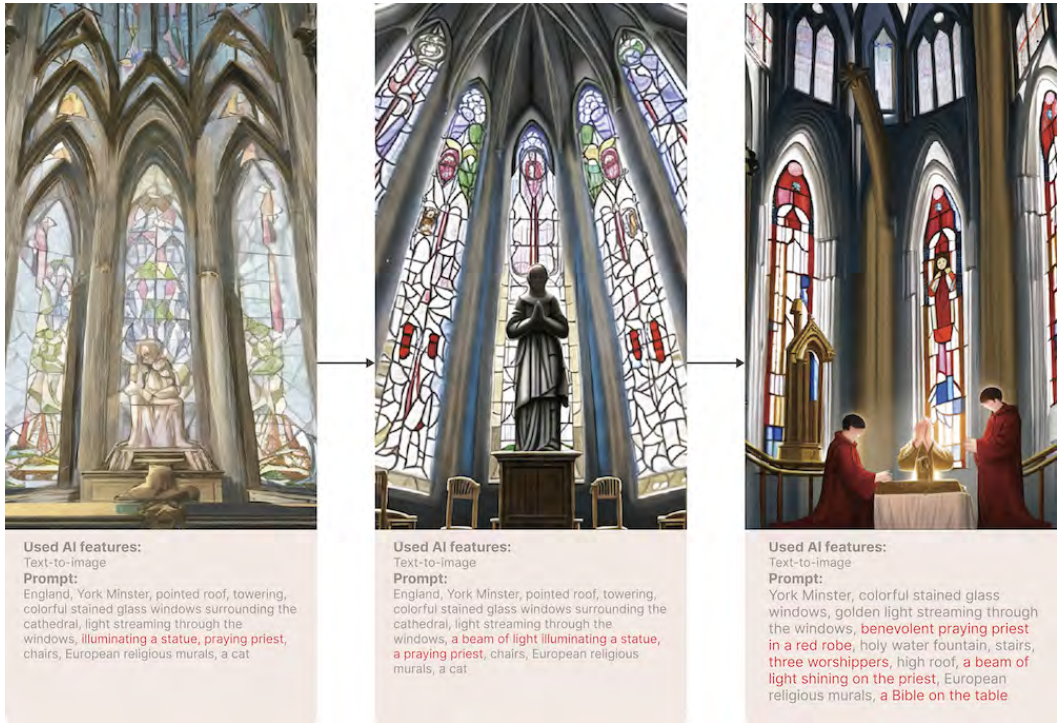 Used AI features:
Text-to-image
Prompt:
England, York Minster, pointed roof, towering,
colorful stained glass windows surrounding the
cathedral, light streaming through the
windows, illuminating a statue, praying priest,
chairs, European religious murals, a cat
Used AI features:
Text-to-image
Prompt:
England, York Minster, pointed roof, towering,
colorful stained glass windows surrounding the
cathedral, light streaming through the
windows, a beam of light illuminating a statue,
a praying priest, chairs, European religious
murals, a cat
Used AI features:
Text-to-image
Prompt:
York Minster, colorful stained glass
windows, golden light streaming through
the windows, benevolent praying priest
in a red robe, holy water fountain, stairs,
three worshippers, high roof, a beam of
light shining on the priest, European
religious murals, a Bible on the table